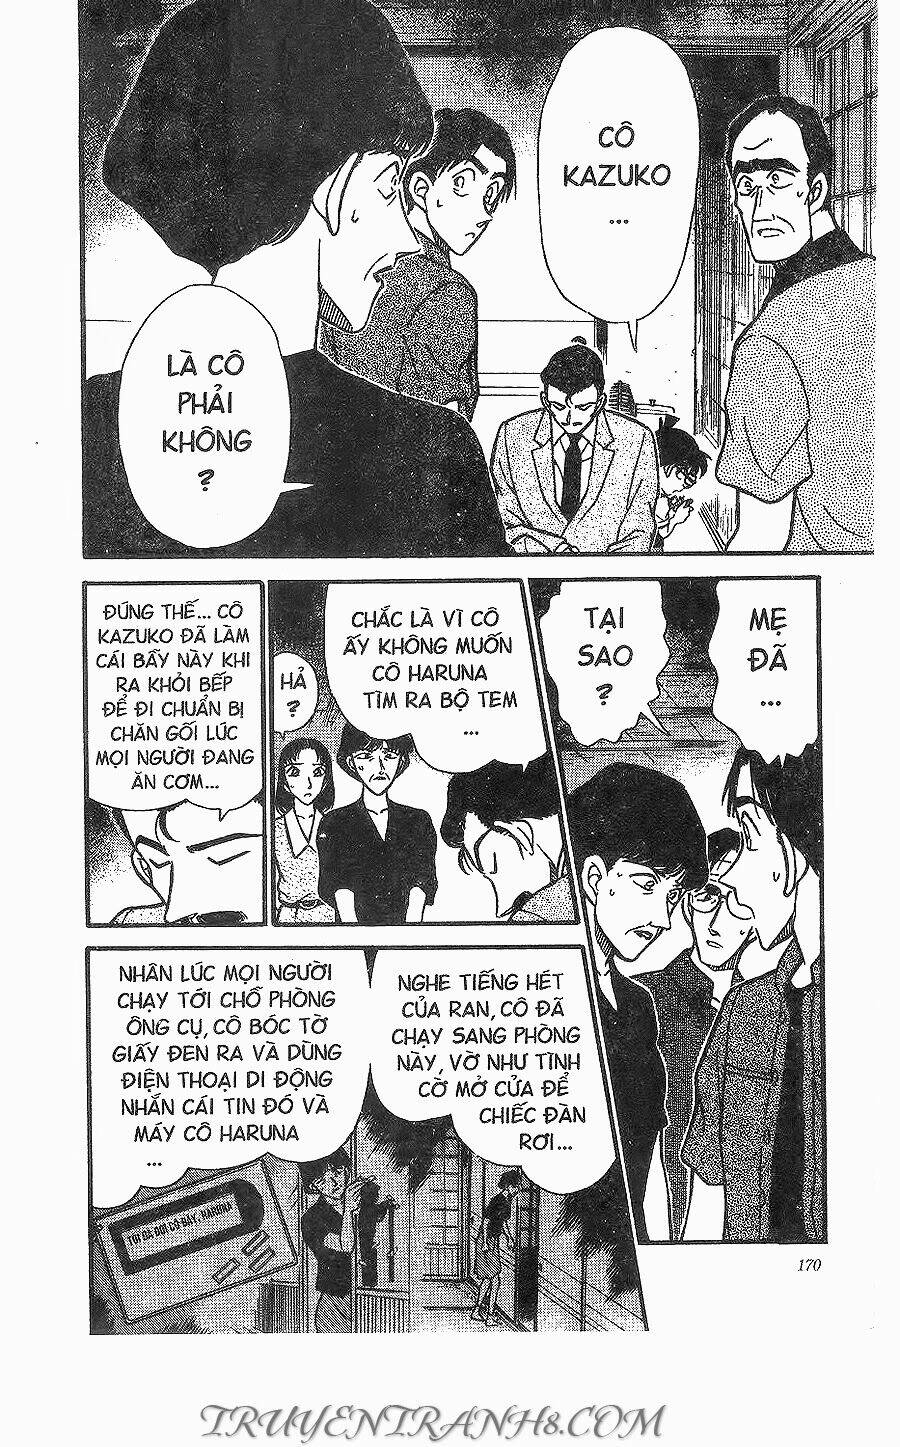 CÔ
KAZUKO
...
LÀ CÔ
PHẢI
KHÔNG
?
MẸ
ĐÃ
...
TẠI
SAO
?
CHẮC LÀ VÌ CÔ
ẤY KHÔNG MUỐN
CÔ HARUNA
TÌM RA BỘ TEM
...
HẢ
?
ĐÚNG THẾ... CÔ
KAZUKO ĐÃ LÀM
CÁI BẪY NÀY KHI
RA KHỎI BẾP
ĐỂ ĐI CHUẨN BỊ
CHĂN GỐI LÚC
MỌI NGƯỜI ĐANG
ĂN CƠM...
NGHE TIẾNG HÉT
CỦA RAN, CÔ ĐÃ
CHẠY SANG PHÒNG
NÀY, VỜ NHƯ TÌNH
CỜ MỞ CỬA ĐỂ
CHIẾC ĐÀN
RƠI...
NHÂN LÚC MỌI NGƯỜI
CHẠY TỚI CHỖ PHÒNG
ÔNG CỤ, CÔ BÓC TỜ
GIẤY ĐEN RA VÀ DÙNG
ĐIỆN THOẠI DI ĐỘNG
NHẮN CÁI TIN ĐÓ VÀ
MÁY CÔ HARUNA
...
170
TRUYENTRANH8.COM